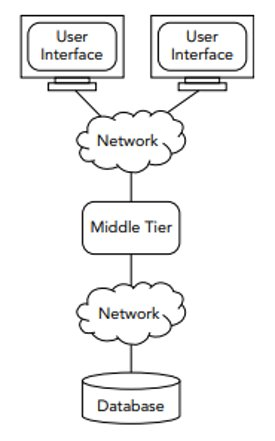 User
Interface
User
Interface
Network
Middle Tier
Network
Database